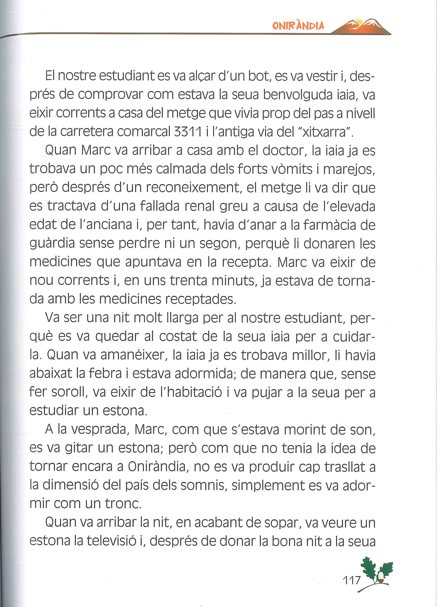 ONIRÀNDIA
El nostre estudiant es va alçar d'un bot, es va vestir i, des-
prés de comprovar com estava la seua benvolguda iaia, va
eixir corrents a casa del metge que vivia prop del pas a nivell
de la carretera comarcal 3311 i l'antiga via del "xitxarra".
Quan Marc va arribar a casa amb el doctor, la iaia ja es
trobava un poc més calmada dels forts vòmits i marejos,
però després d'un reconeixement, el metge li va dir que
es tractava d'una fallada renal greu a causa de l'elevada
edat de l'anciana i, per tant, havia d'anar a la farmàcia de
guàrdia sense perdre ni un segon, perquè li donaren les
medicines que apuntava en la recepta. Marc va eixir de
nou corrents i, en uns trenta minuts, ja estava de torna-
da amb les medicines receptades.
Va ser una nit molt llarga per al nostre estudiant, per-
què es va quedar al costat de la seua iaia per a cuidar-
la. Quan va amanéixer, la iaia ja es trobava millor, li havia
abaixat la febra i estava adormida; de manera que, sense
fer soroll, va eixir de l'habitació i va pujar a la seua per a
estudiar un estona.
A la vesprada, Marc, com que s'estava morint de son,
es va gitar un estona; però com que no tenia la idea de
tornar encara a Oniràndia, no es va produir cap trasllat a
la dimensió del país dels somnis, simplement es va ador-
mir com un tronc.
Quan va arribar la nit, en acabant de sopar, va veure un
estona la televisió i, després de donar la bona nit a la seua
117